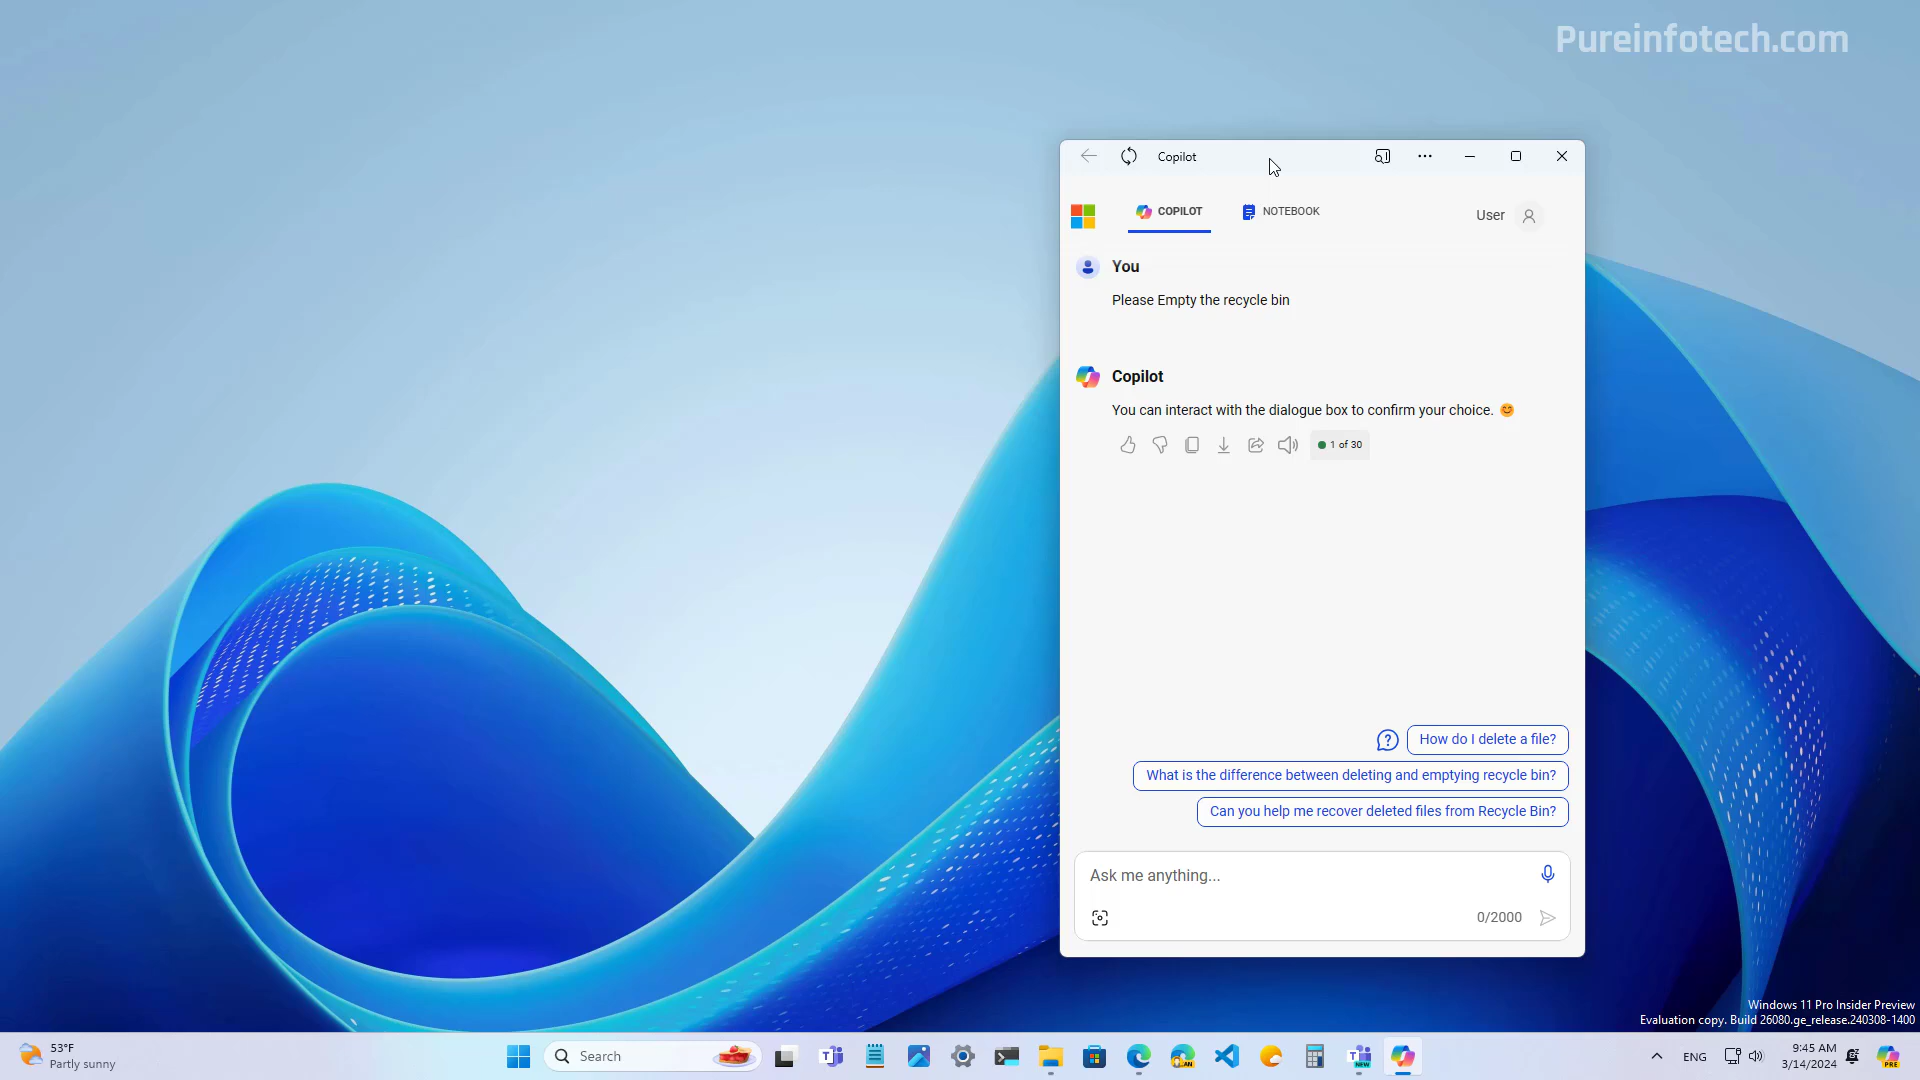 Pureinfotech.com
Copilot
COPILOT
NOTEBOOK
User
You
Please Empty the recycle bin
Copilot
You can interact with the dialogue box to confirm your choice. 😊
1 of 30
How do I delete a file?
What is the difference between deleting and emptying recycle bin?
Can you help me recover deleted files from Recycle Bin?
Ask me anything...
0/2000
Windows 11 Pro Insider Preview
Evaluation copy. Build 26080.ge_release.240308-1400
53°F
Partly sunny
Search
CAN
NEW
ENG
9:45 AM
3/14/2024
PRE